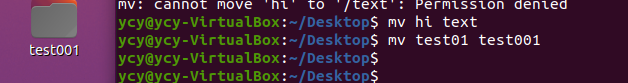 mv: cannot move 'hi' to '/text': Permission denied
ycy@ycy-VirtualBox:~/Desktop$ mv hi text
ycy@ycy-VirtualBox:~/Desktop$ mv test01 test001
ycy@ycy-VirtualBox:~/Desktop$
ycy@ycy-VirtualBox:~/Desktop$
test001